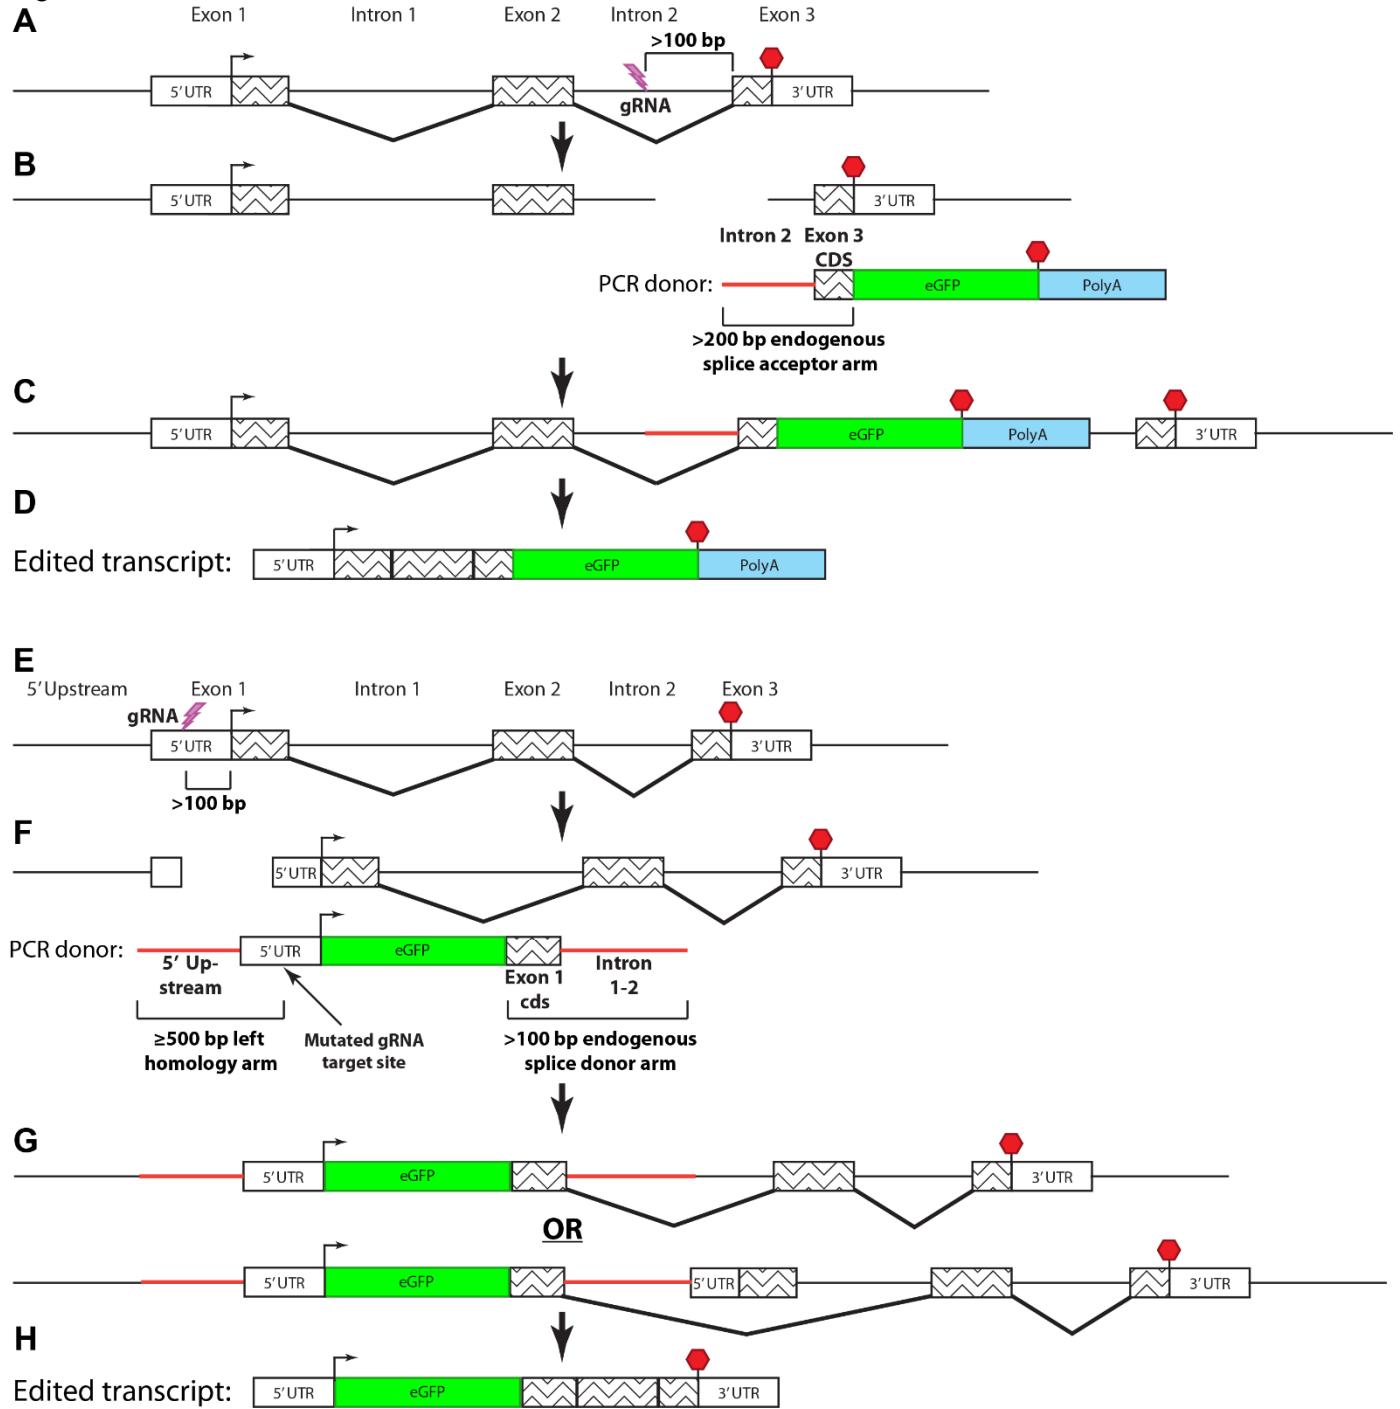 A
Exon 1 Intron 1 Exon 2 Intron 2 Exon 3
>100 bp
5' UTR gRNA 3' UTR
B
5' UTR 3' UTR
Intron 2 Exon 3
CDS
PCR donor: eGFP PolyA
>200 bp endogenous
splice acceptor arm
C
5' UTR eGFP PolyA 3' UTR
D
Edited transcript: 5' UTR eGFP PolyA
E
5' Upstream Exon 1 Intron 1 Exon 2 Intron 2 Exon 3
gRNA
5' UTR 3' UTR
>100 bp
F
5' UTR 3' UTR
PCR donor: 5' UTR eGFP
5' Up-
stream
Exon 1
cds
Intron
1-2
≥500 bp left
homology arm
Mutated gRNA
target site
>100 bp endogenous
splice donor arm
G
5' UTR eGFP 3' UTR
OR
5' UTR eGFP 5' UTR 3' UTR
H
Edited transcript: 5' UTR eGFP 3' UTR